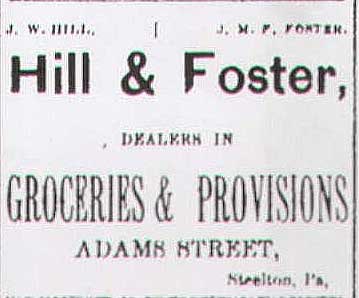 J. W. HILL. J. M. F. FOSTER.
Hill & Foster,
DEALERS IN
GROCERIES & PROVISIONS
ADAMS STREET,
Steelton, Pa,